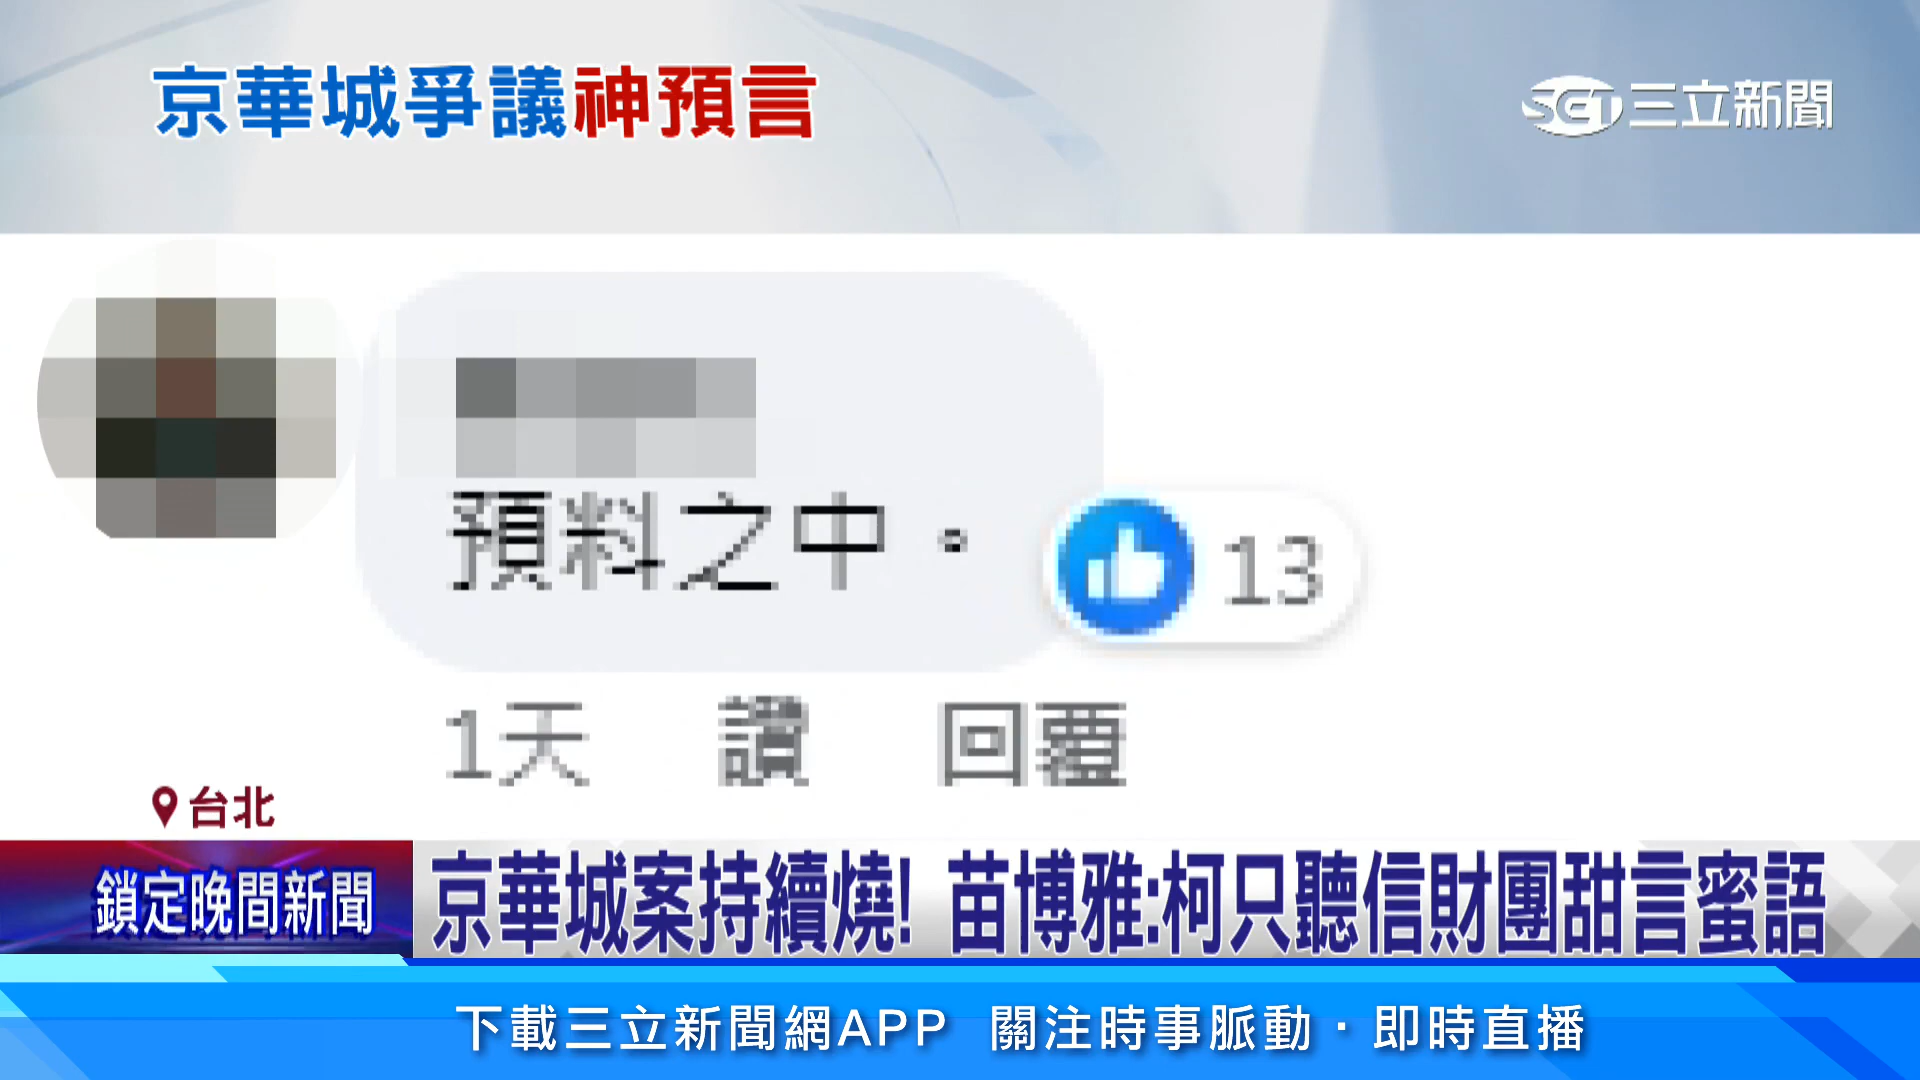 京華城爭議神預言
SET三立新聞
預料之中。
13
1天 讚 回覆
台北
鎖定晚間新聞
京華城案持續燒! 苗博雅:柯只聽信財團甜言蜜語
下載三立新聞網APP 關注時事脈動·即時直播